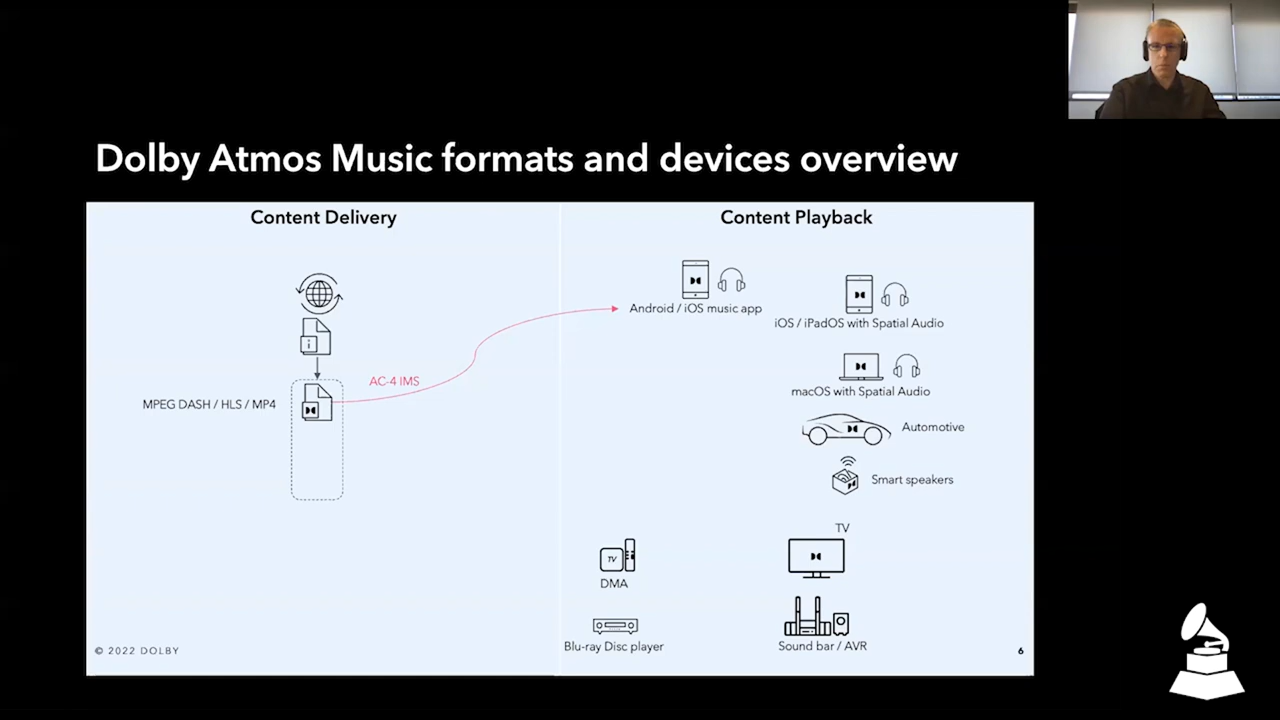 Dolby Atmos Music formats and devices overview
Content Delivery
Content Playback
Android / iOS music app
iOS / iPadOS with Spatial Audio
AC-4 IMS
macOS with Spatial Audio
MPEG DASH / HLS / MP4
Automotive
Smart speakers
TV
TV
DMA
Blu-ray Disc player
Sound bar / AVR
© 2022 DOLBY
6